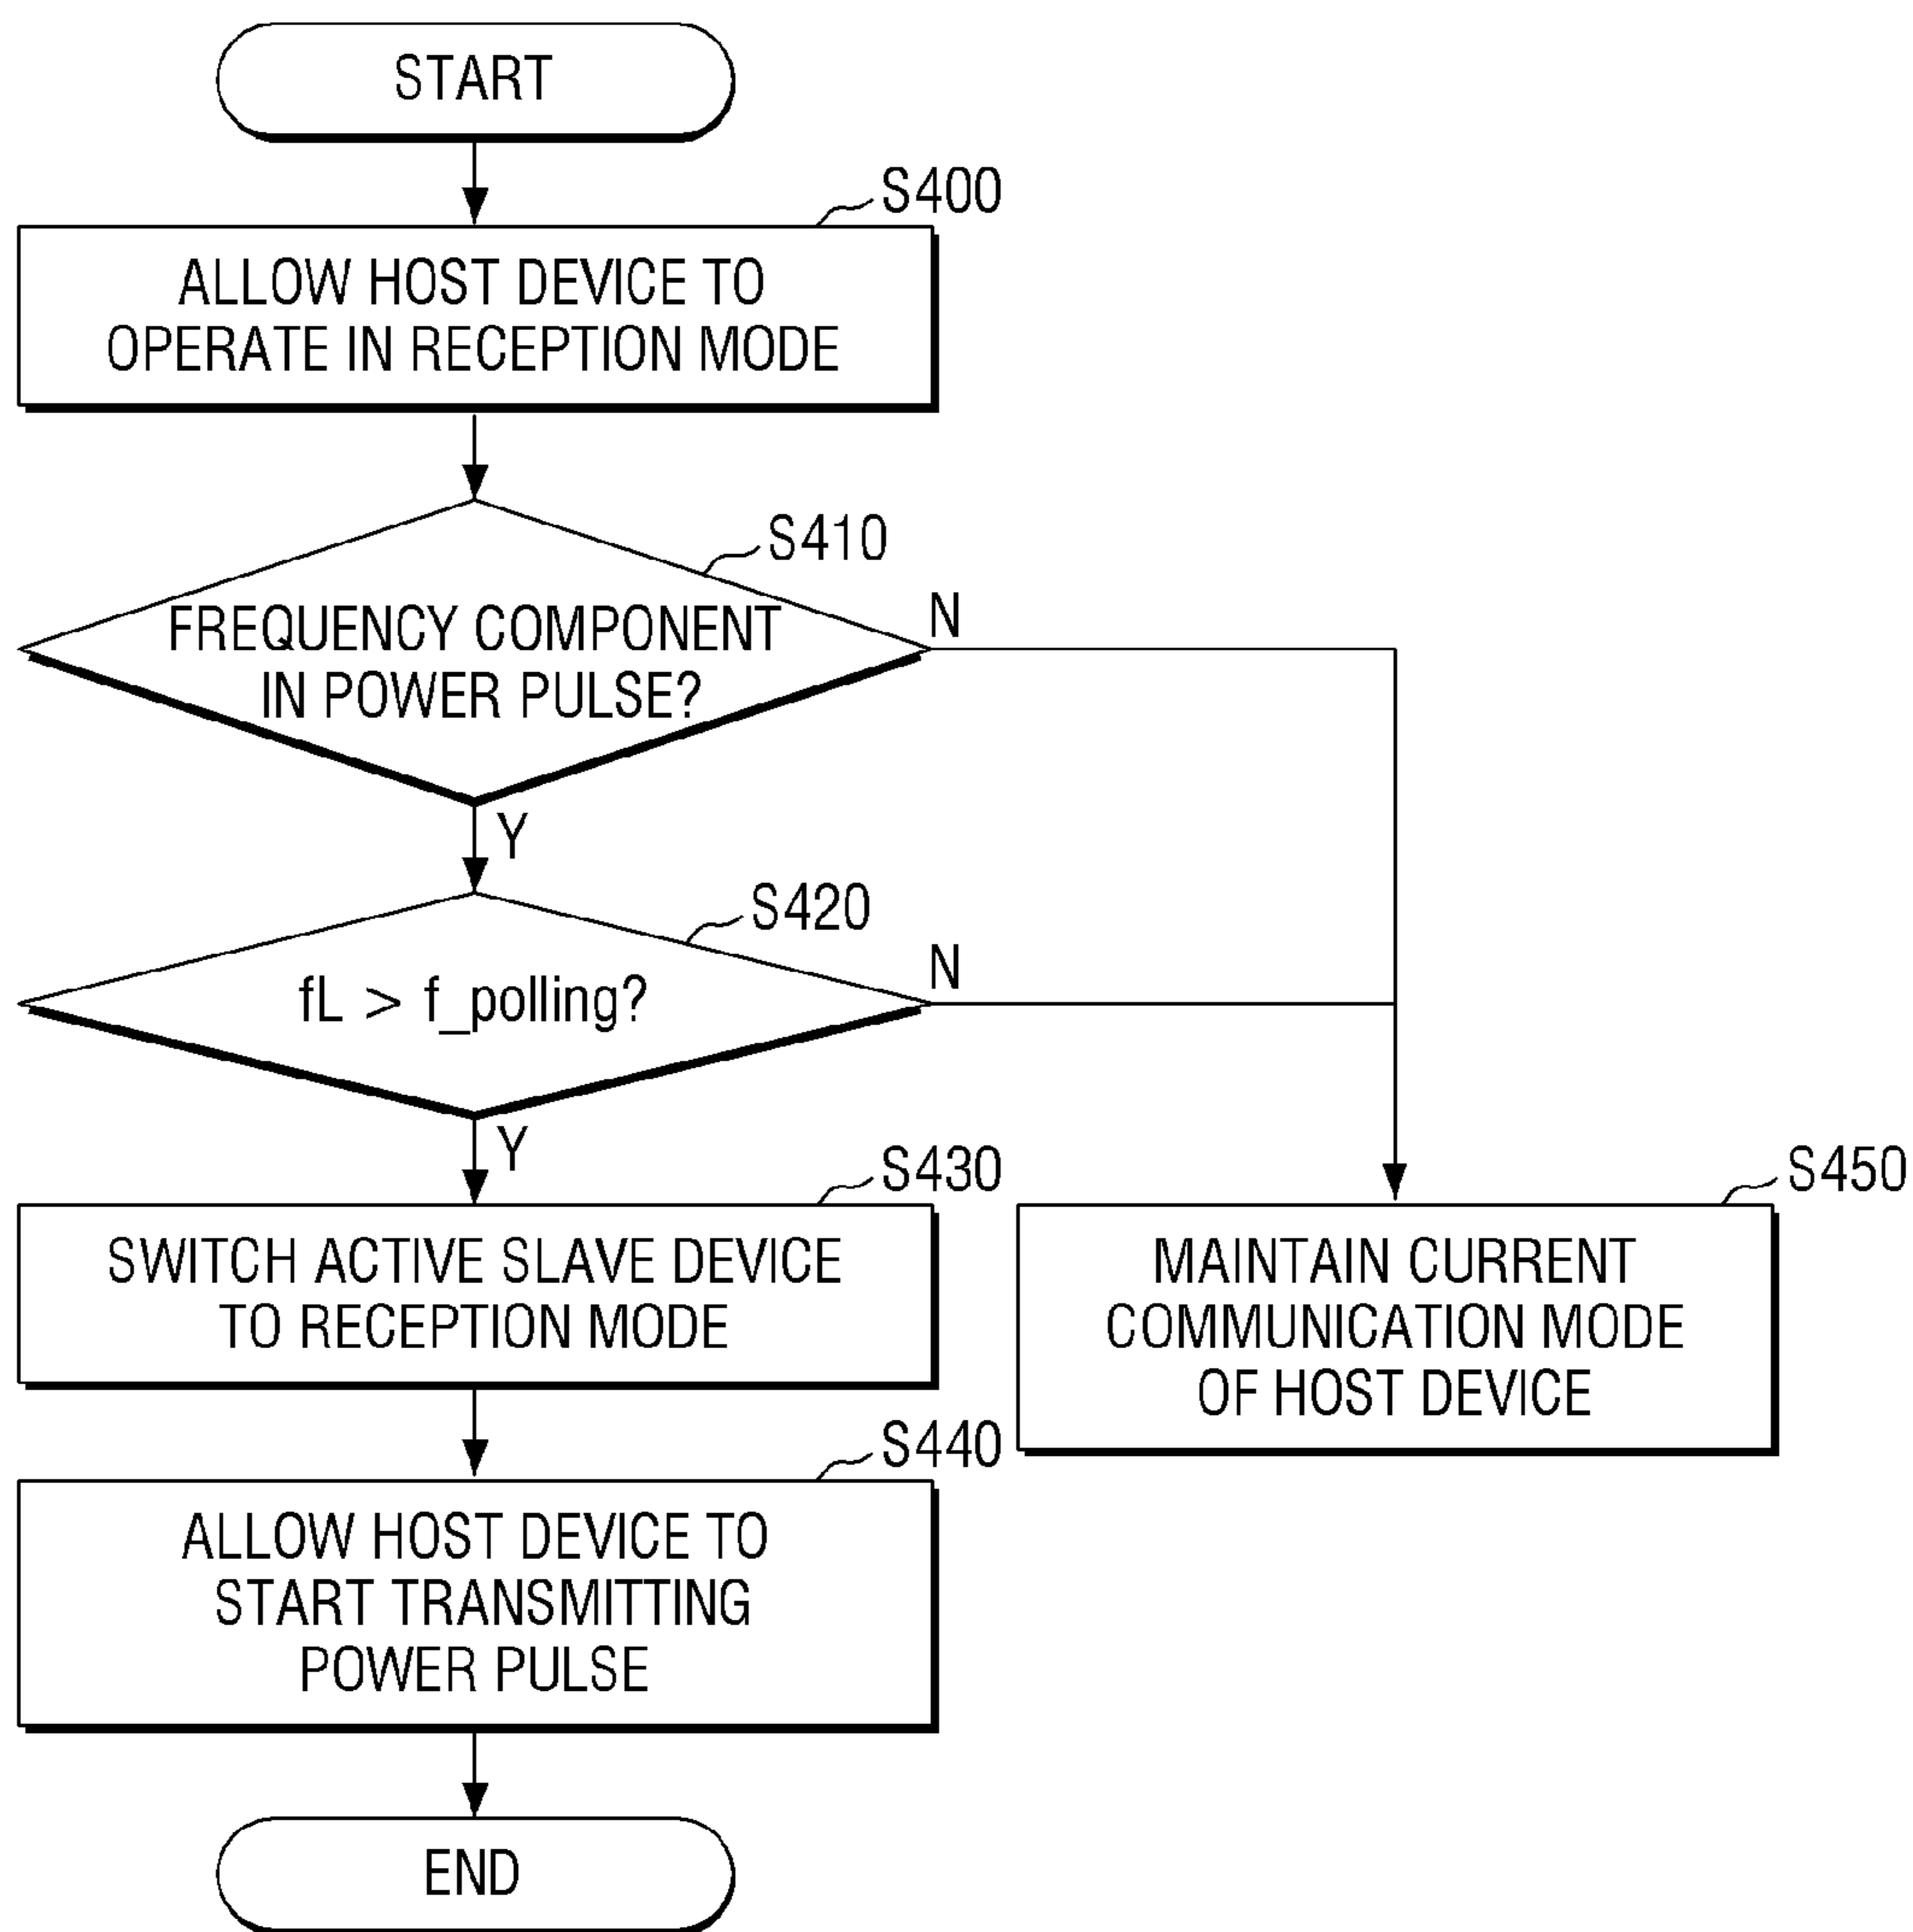 START
S400
ALLOW HOST DEVICE TO
OPERATE IN RECEPTION MODE
S410
FREQUENCY COMPONENT
IN POWER PULSE?
N
Y
S420
fL > f_polling?
N
Y
S430
SWITCH ACTIVE SLAVE DEVICE
TO RECEPTION MODE
S450
MAINTAIN CURRENT
COMMUNICATION MODE
OF HOST DEVICE
S440
ALLOW HOST DEVICE TO
START TRANSMITTING
POWER PULSE
END